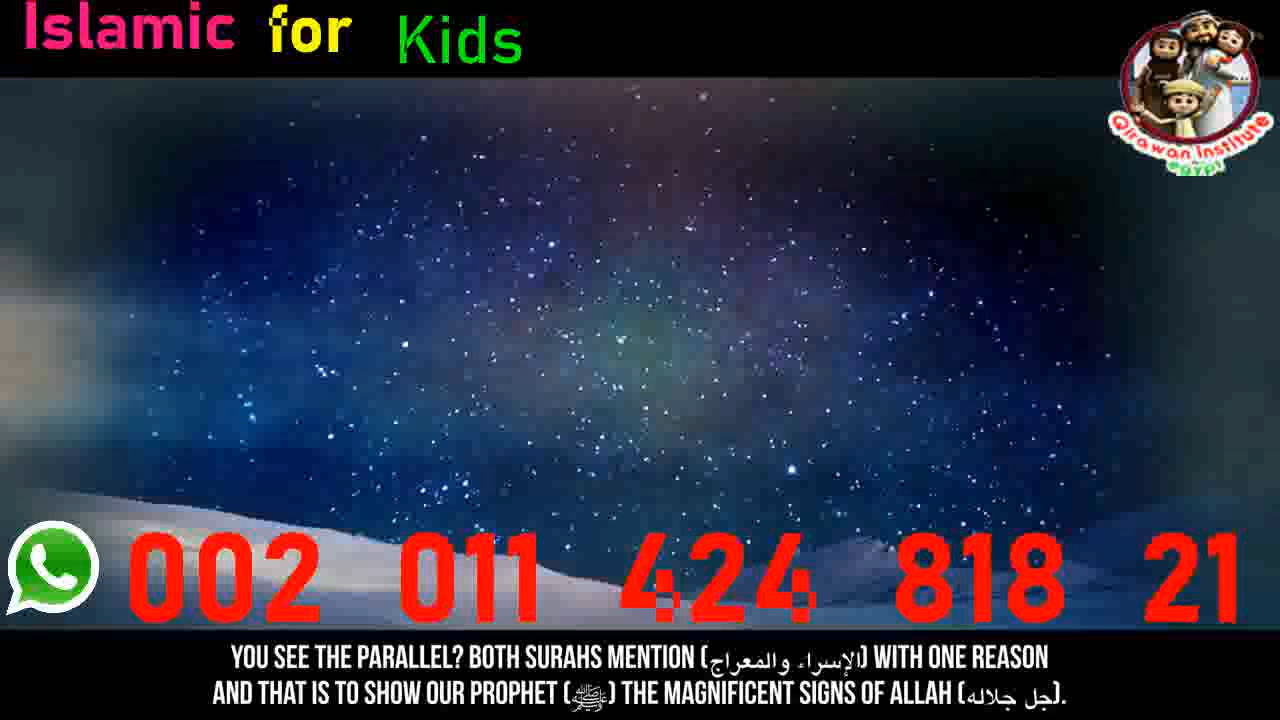 Islamic for Kids
Qirawan Institute
egypt
002 011 424 818 21
YOU SEE THE PARALLEL? BOTH SURAHS MENTION (الإسراء والمعراج) WITH ONE REASON
AND THAT IS TO SHOW OUR PROPHET (ﷺ) THE MAGNIFICENT SIGNS OF ALLAH (جل جلاله).